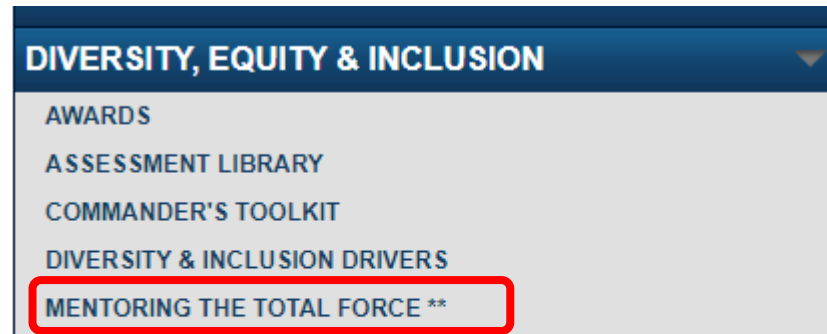 DIVERSITY, EQUITY & INCLUSION
AWARDS
ASSESSMENT LIBRARY
COMMANDER'S TOOLKIT
DIVERSITY & INCLUSION DRIVERS
MENTORING THE TOTAL FORCE **